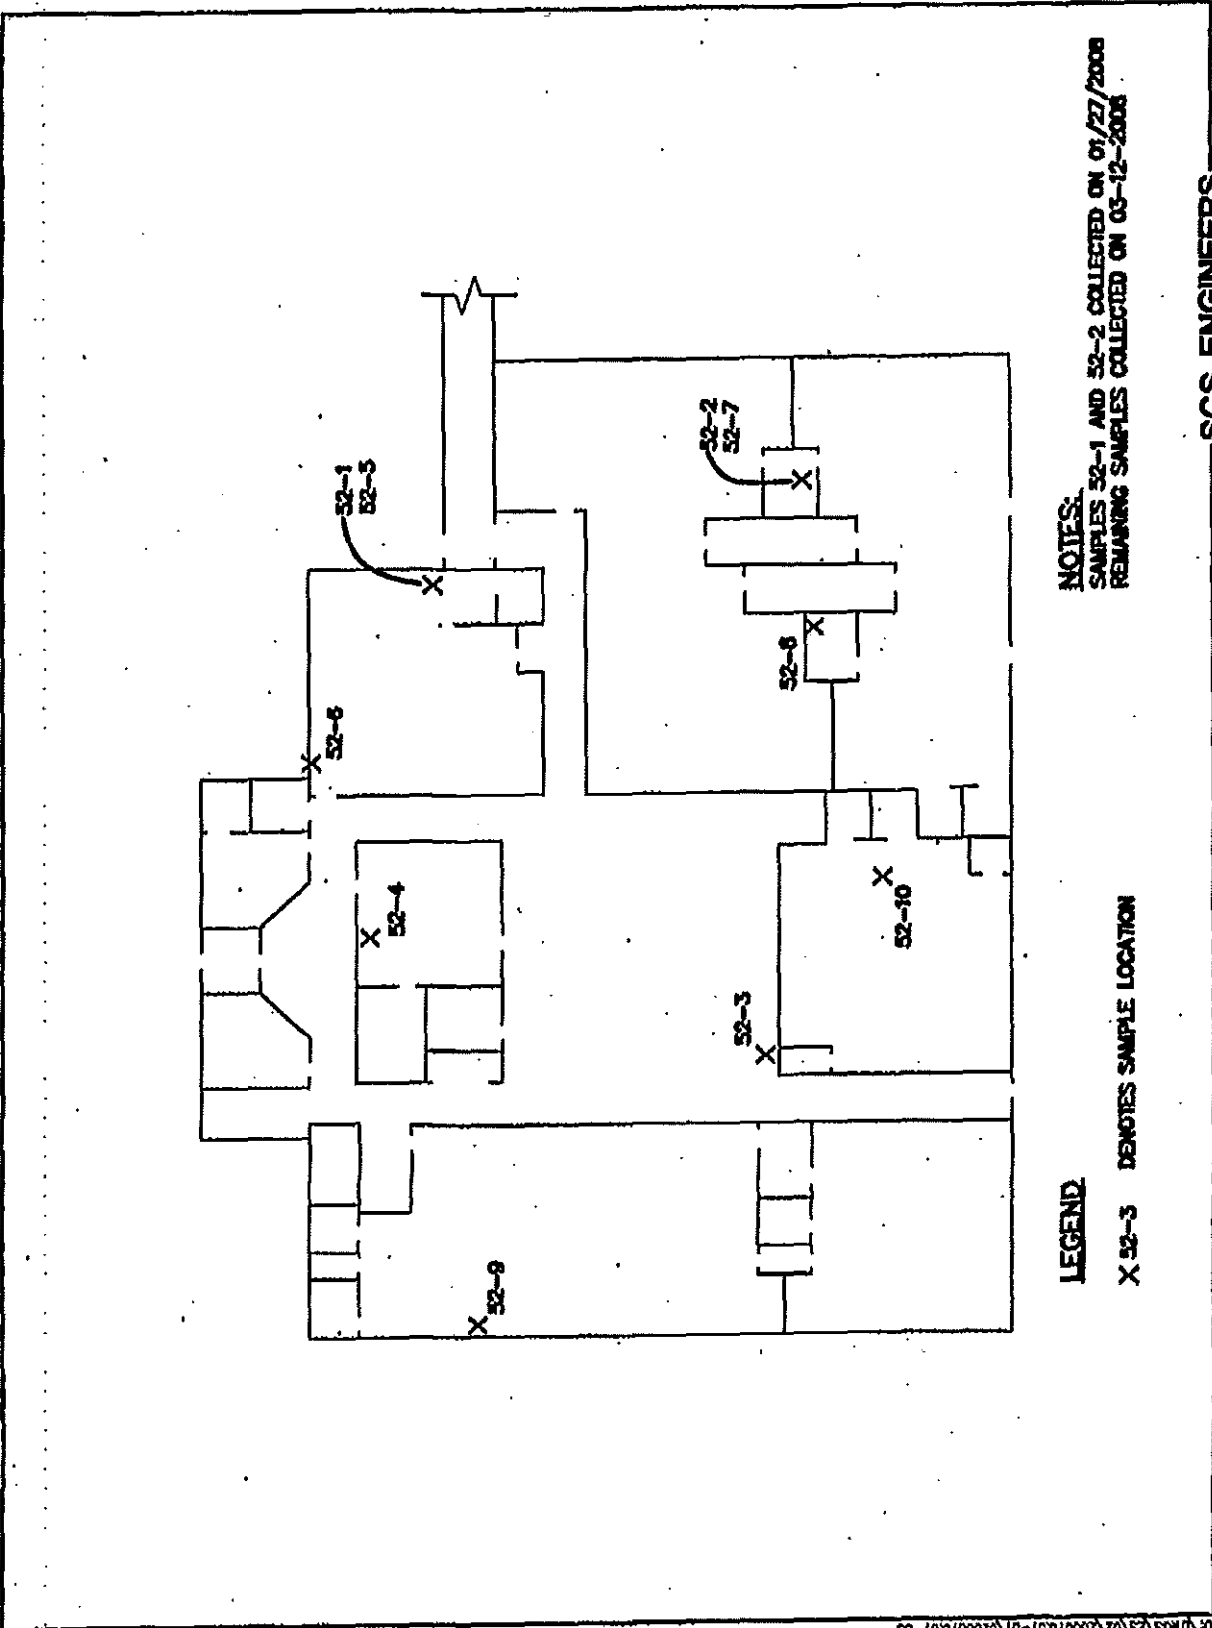 52-1
52-5
52-6
52-4
52-9
52-2
52-7
52-8
52-3
52-10
LEGEND
X 52-3 DENOTES SAMPLE LOCATION
NOTES:
SAMPLES 52-1 AND 52-2 COLLECTED ON 01/27/2008
REMAINING SAMPLES COLLECTED ON 03-12-2008
SCS ENGINEERS